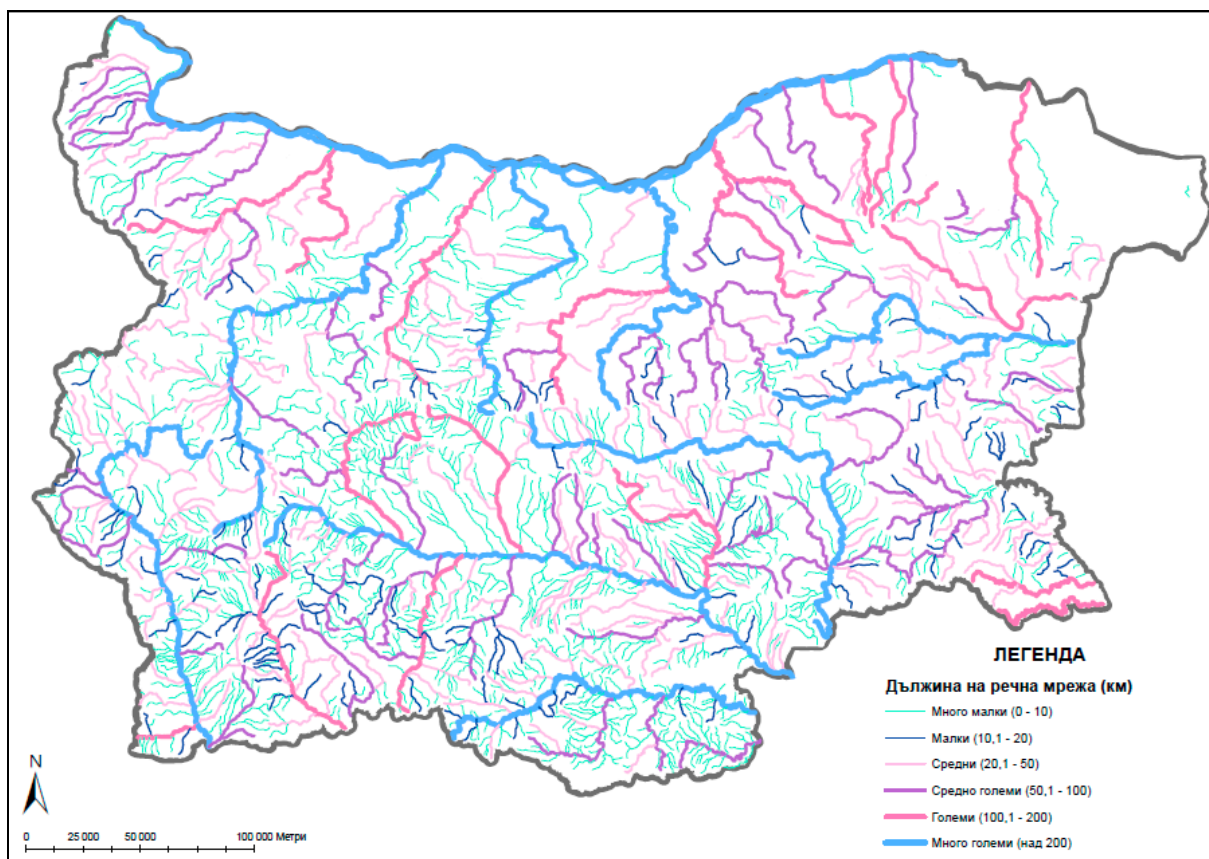 ЛЕГЕНДА
Дължина на речна мрежа (км)
Много малки (0 - 10)
Малки (10,1 - 20)
Средни (20,1 - 50)
Средно големи (50,1 - 100)
Големи (100,1 - 200)
Много големи (над 200)
N
0 25 000 50 000 100 000 Метри